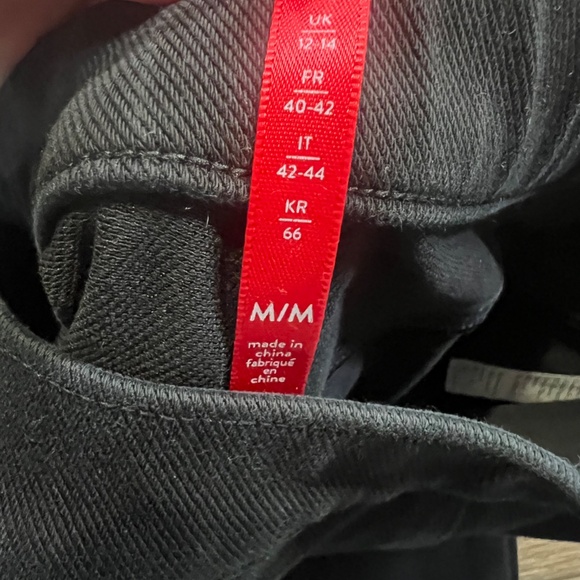 UK
12-14
FR
40-42
IT
42-44
KR
66
M/M
made in
china
fabriqué
en
chine